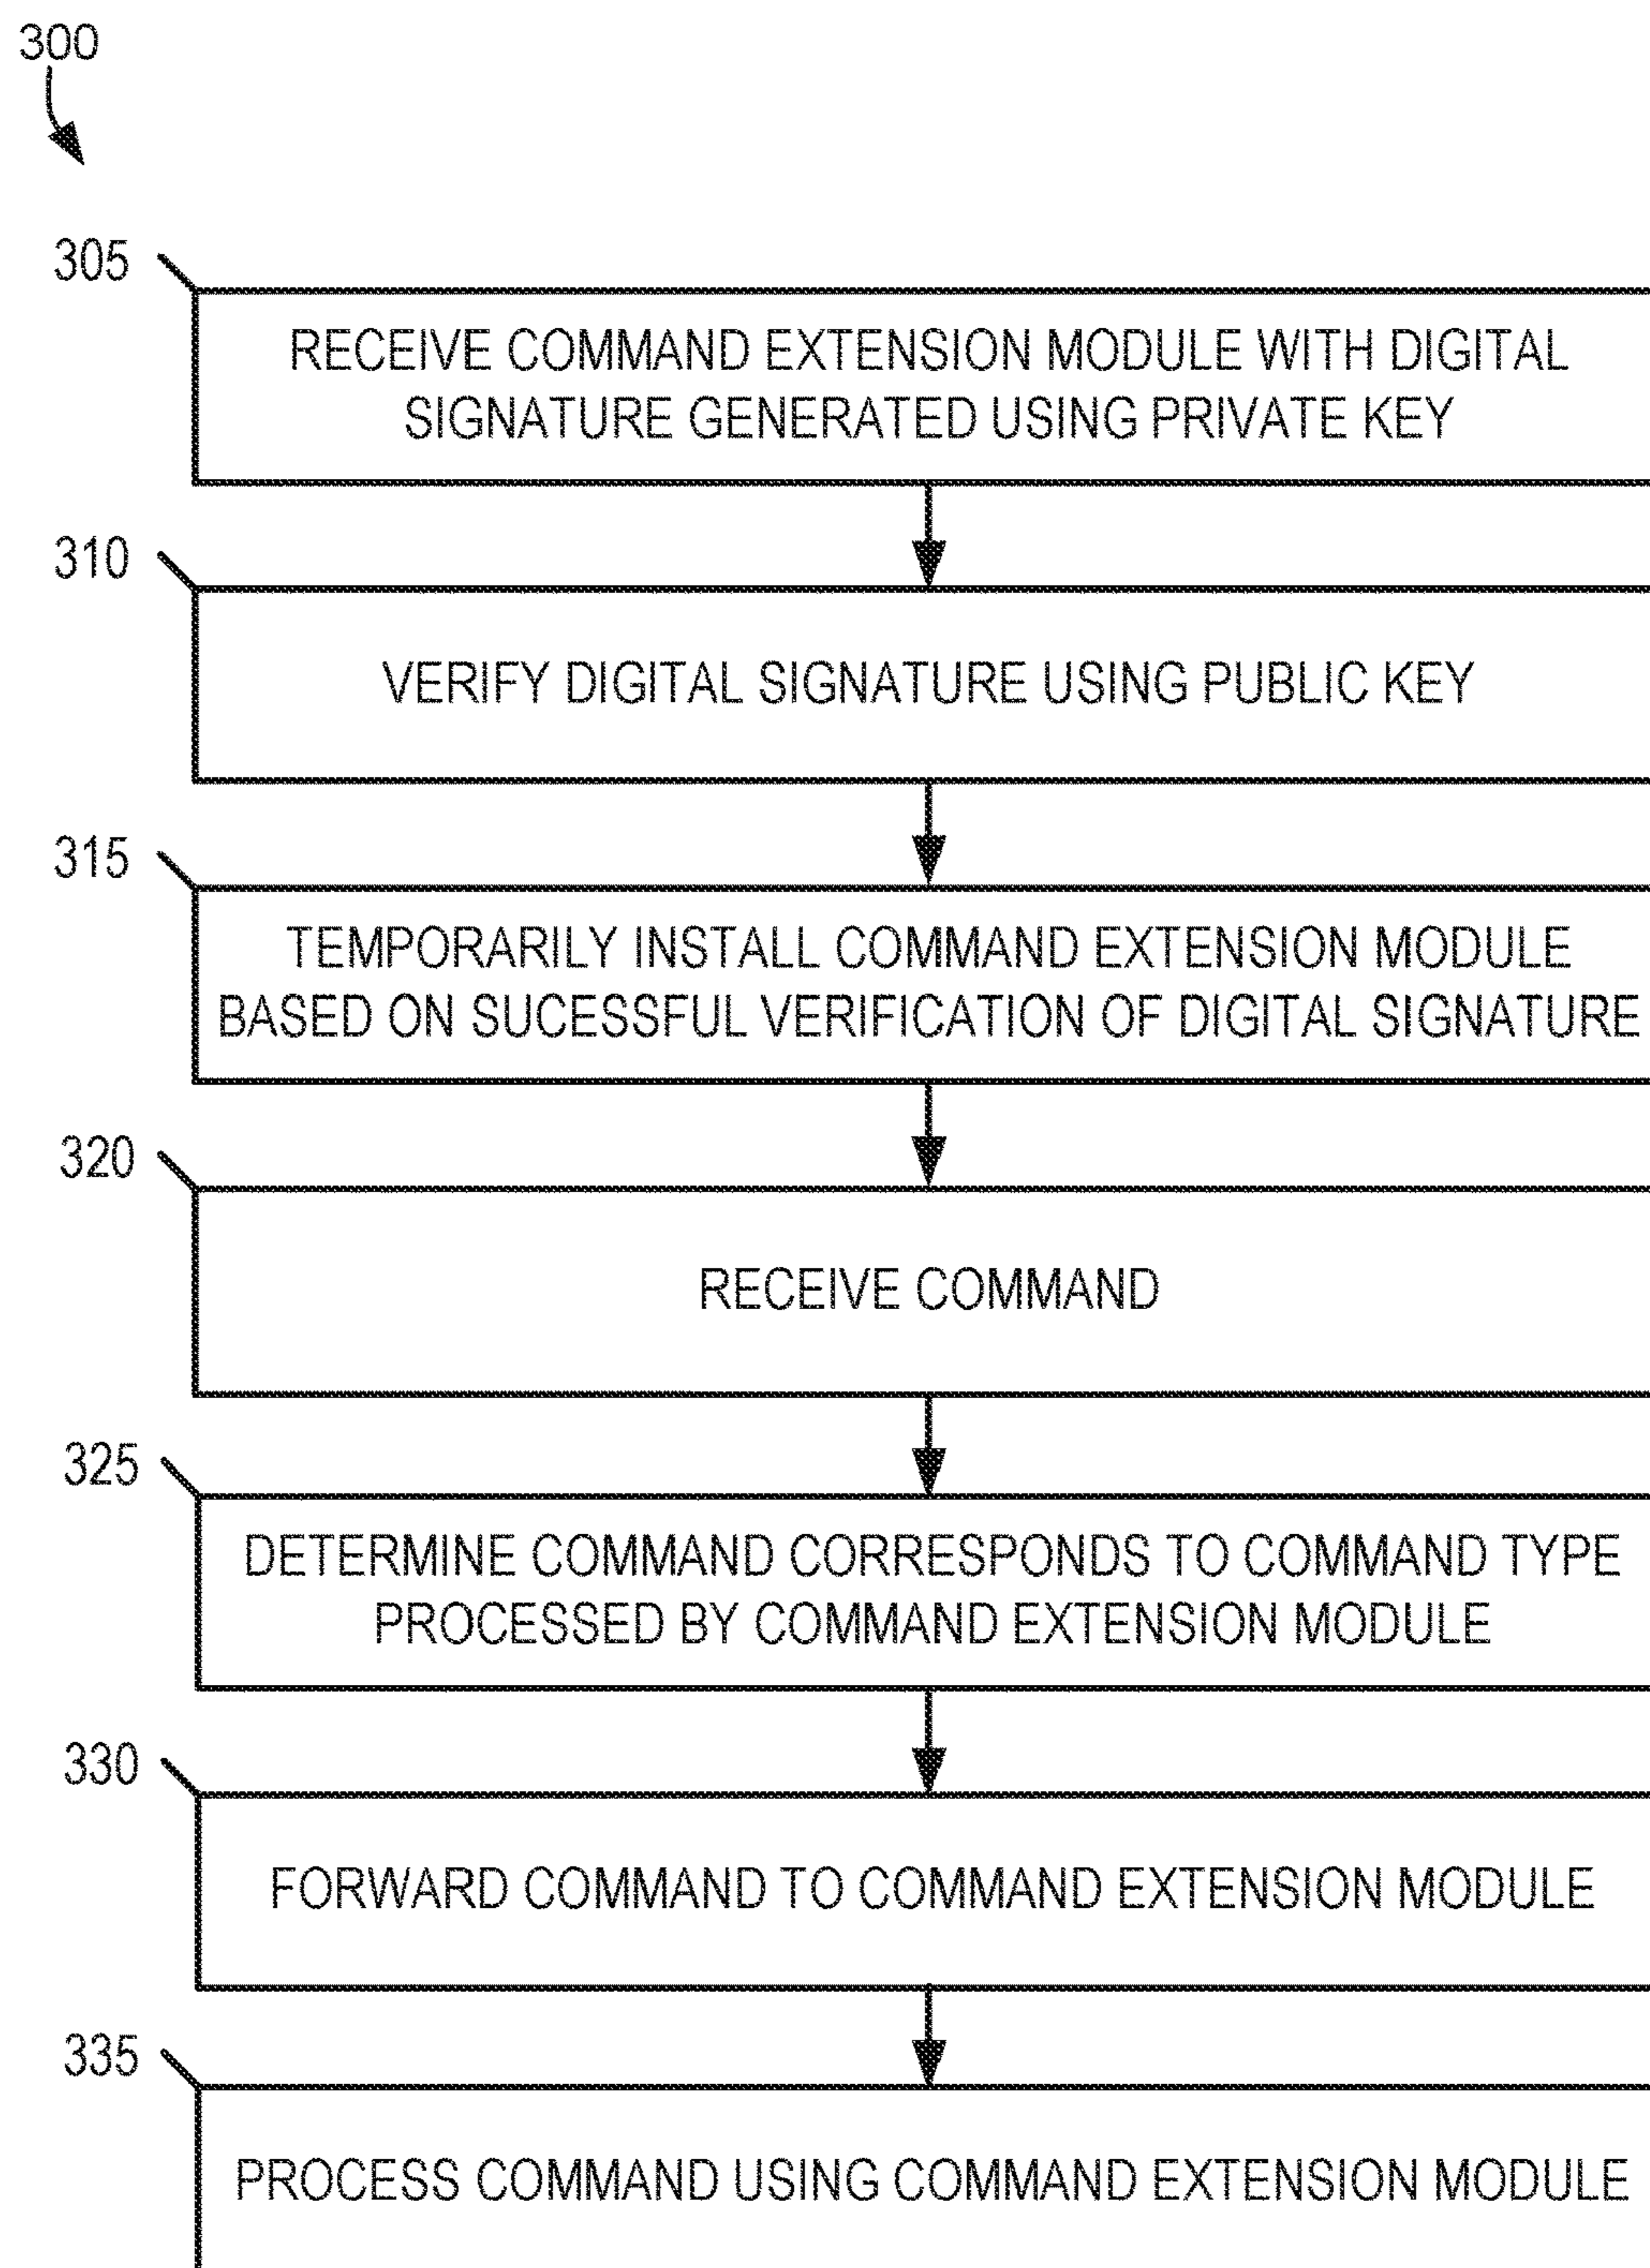 300
305
RECEIVE COMMAND EXTENSION MODULE WITH DIGITAL
SIGNATURE GENERATED USING PRIVATE KEY
310
VERIFY DIGITAL SIGNATURE USING PUBLIC KEY
315
TEMPORARILY INSTALL COMMAND EXTENSION MODULE
BASED ON SUCESSFUL VERIFICATION OF DIGITAL SIGNATURE
320
RECEIVE COMMAND
325
DETERMINE COMMAND CORRESPONDS TO COMMAND TYPE
PROCESSED BY COMMAND EXTENSION MODULE
330
FORWARD COMMAND TO COMMAND EXTENSION MODULE
335
PROCESS COMMAND USING COMMAND EXTENSION MODULE